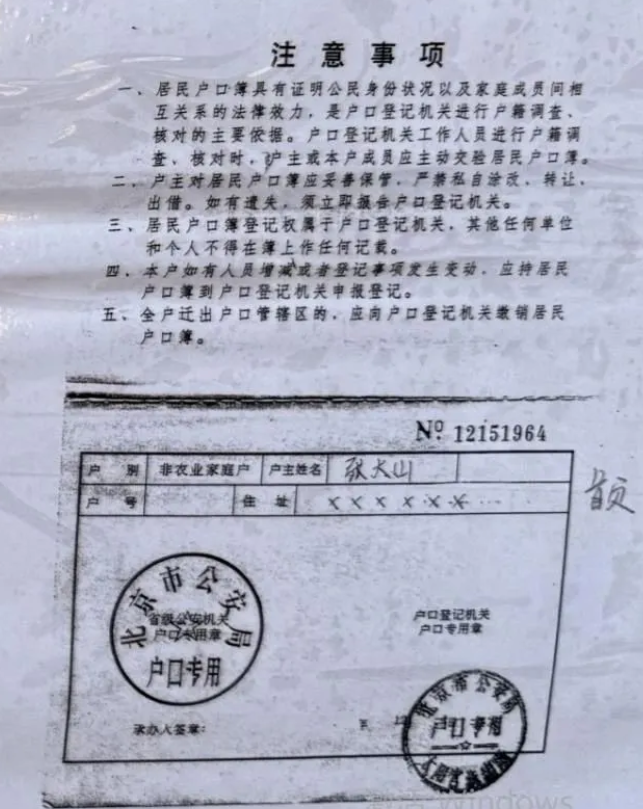 注意事项
一、居民户口簿具有证明公民身份状况以及家庭成员间相
互关系的法律效力，是户口登记机关进行户籍调查、
核对的主要依据。户口登记机关工作人员进行户籍调
查、核对时，户主或本户成员应主动交验居民户口簿。
二、户主对居民户口簿应妥善保管，严禁私自涂改、转让、
出借。如有遗失，须立即报告户口登记机关。
三、居民户口簿登记权属于户口登记机关，其他任何单位
和个人不得在簿上作任何记载。
四、本户如有人员增减或者登记事项发生变动，应持居民
户口簿到户口登记机关申报登记。
五、全户迁出户口管辖区的，应向户口登记机关缴销居民
户口簿。
Nº 12151964
户 别 非农业家庭户 户主姓名 张大山
户 号 住 址 ××××××
首页
北京市公安局
省级公安机关
户口专用章
户口专用
户口登记机关
户口专用章
北京市公安局
户口专用
承办人签章：